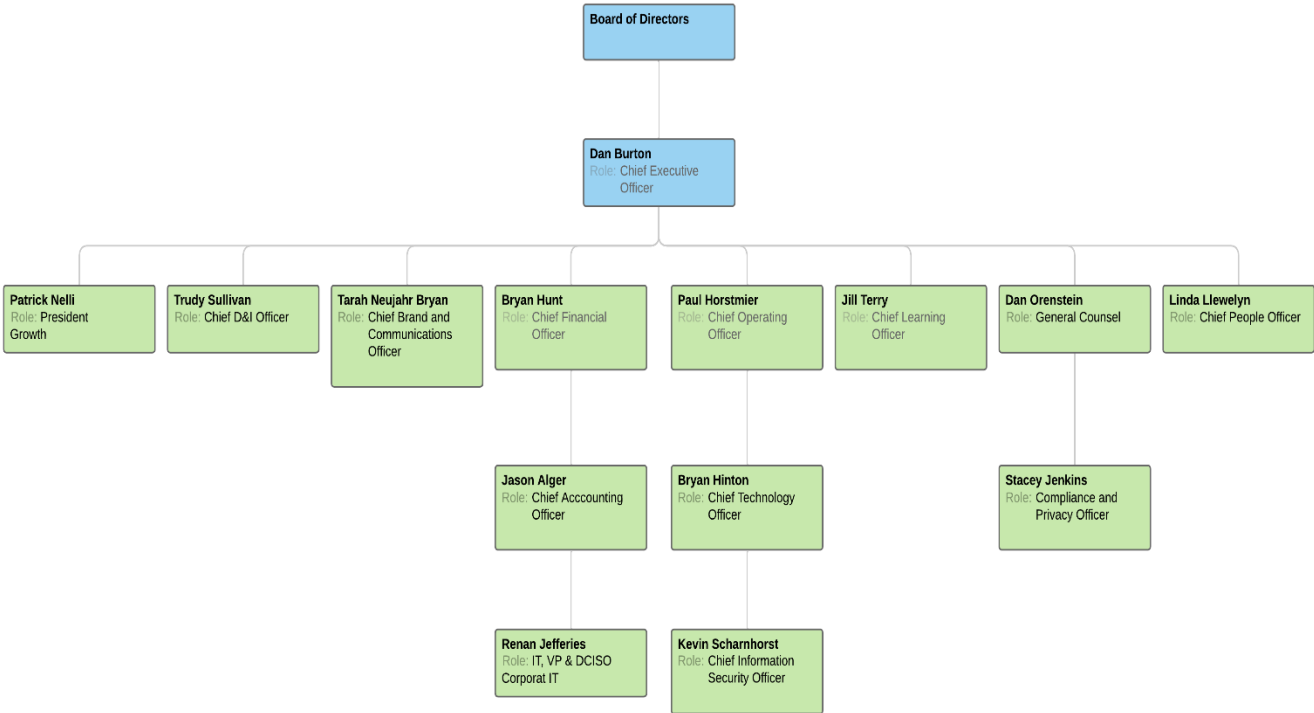 Board of Directors
Dan Burton
Role: Chief Executive
Officer
Patrick Nelli
Role: President
Growth
Trudy Sullivan
Role: Chief D&I Officer
Tarah Neujahr Bryan
Role: Chief Brand and
Communications
Officer
Bryan Hunt
Role: Chief Financial
Officer
Paul Horstmier
Role: Chief Operating
Officer
Jill Terry
Role: Chief Learning
Officer
Dan Orenstein
Role: General Counsel
Linda Llewelyn
Role: Chief People Officer
Jason Alger
Role: Chief Acccounting
Officer
Bryan Hinton
Role: Chief Technology
Officer
Stacey Jenkins
Role: Compliance and
Privacy Officer
Renan Jefferies
Role: IT, VP & DCISO
Corporat IT
Kevin Scharnhorst
Role: Chief Information
Security Officer